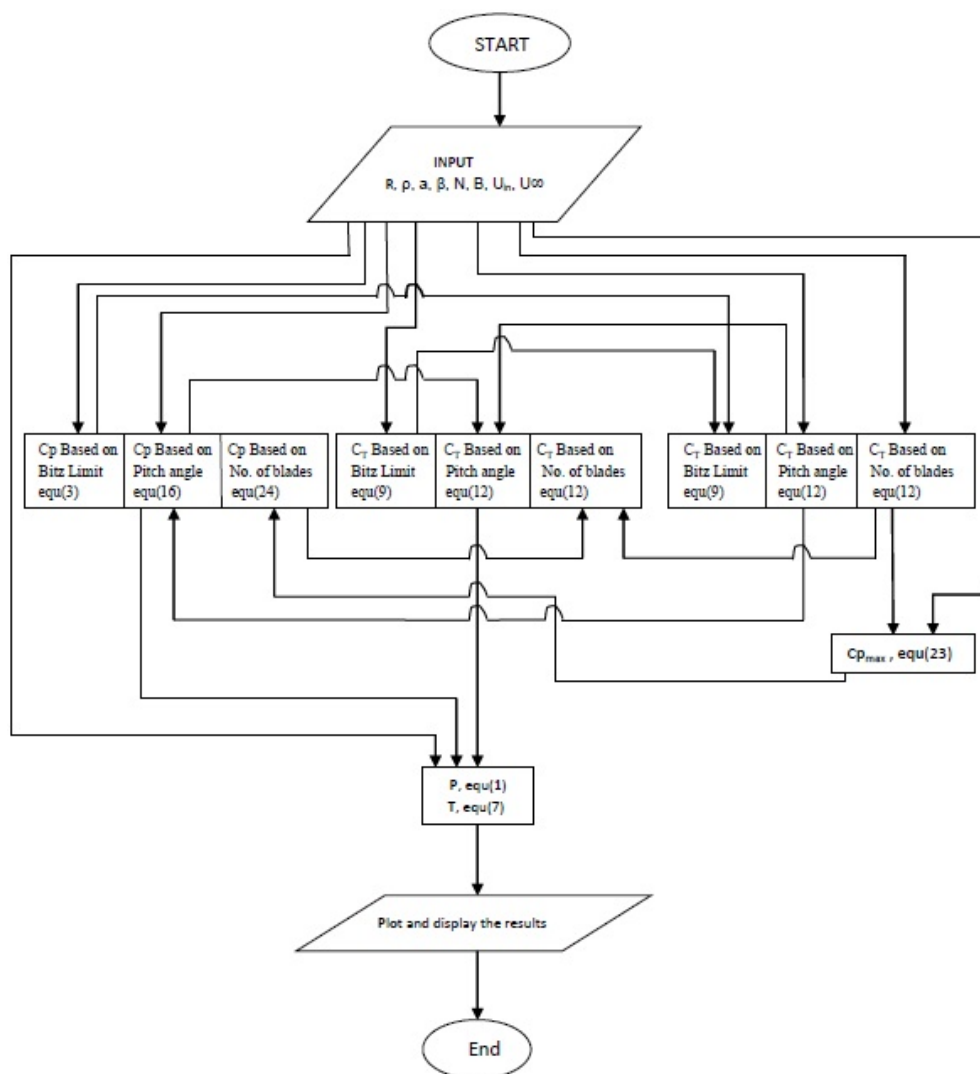 START
INPUT
R, ρ, a, β, N, B, Uin, U∞
Cp Based on
Bitz Limit
equ(3)
Cp Based on
Pitch angle
equ(16)
Cp Based on
No. of blades
equ(24)
CT Based on
Bitz Limit
equ(9)
CT Based on
Pitch angle
equ(12)
CT Based on
No. of blades
equ(12)
CT Based on
Bitz Limit
equ(9)
CT Based on
Pitch angle
equ(12)
CT Based on
No. of blades
equ(12)
Cpmax , equ(23)
P, equ(1)
T, equ(7)
Plot and display the results
End